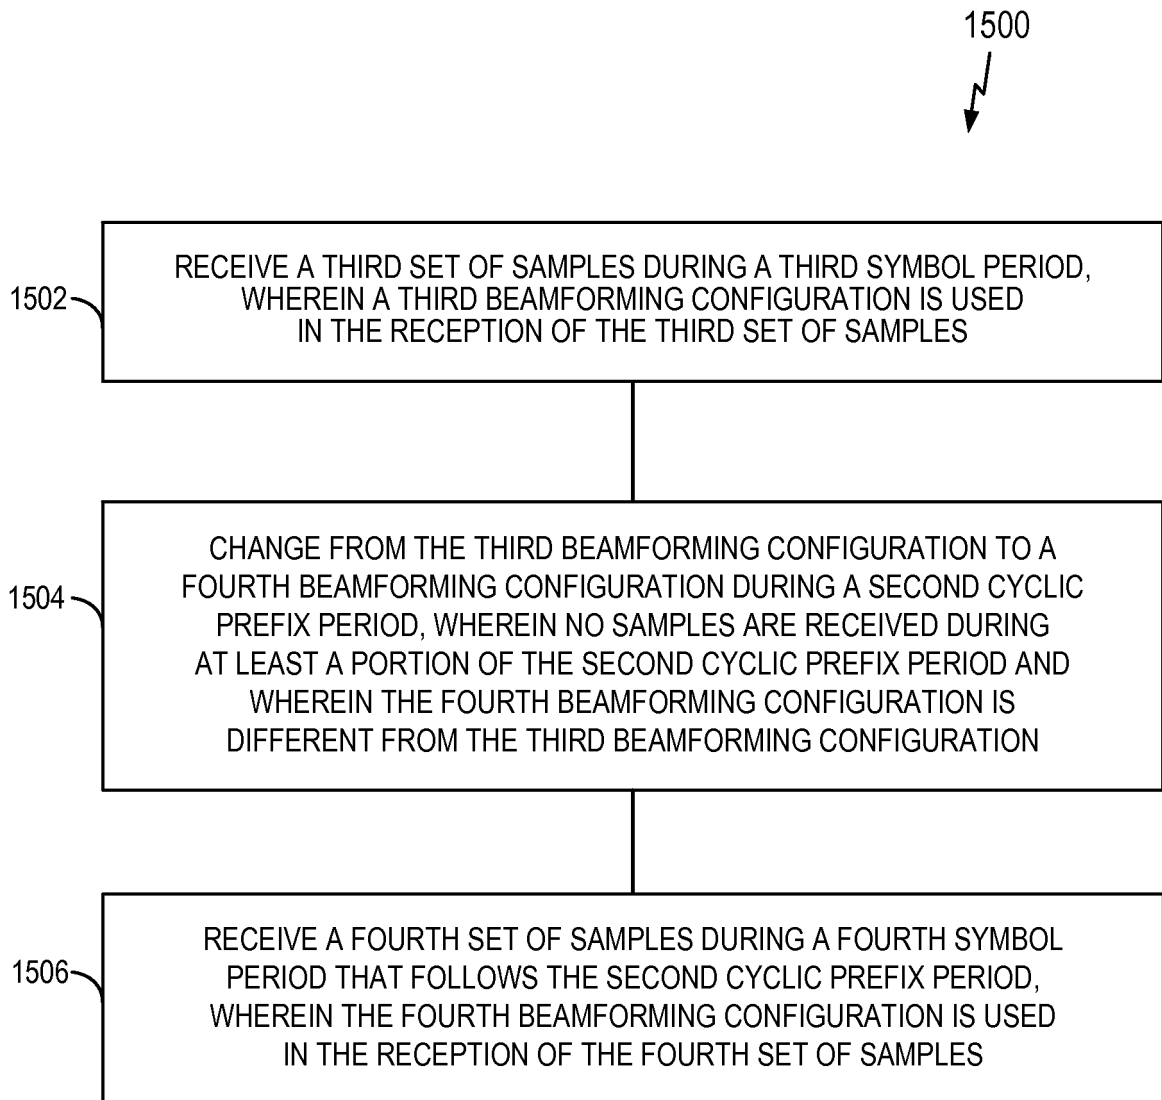 1500
1502
RECEIVE A THIRD SET OF SAMPLES DURING A THIRD SYMBOL PERIOD,
WHEREIN A THIRD BEAMFORMING CONFIGURATION IS USED
IN THE RECEPTION OF THE THIRD SET OF SAMPLES
1504
CHANGE FROM THE THIRD BEAMFORMING CONFIGURATION TO A
FOURTH BEAMFORMING CONFIGURATION DURING A SECOND CYCLIC
PREFIX PERIOD, WHEREIN NO SAMPLES ARE RECEIVED DURING
AT LEAST A PORTION OF THE SECOND CYCLIC PREFIX PERIOD AND
WHEREIN THE FOURTH BEAMFORMING CONFIGURATION IS
DIFFERENT FROM THE THIRD BEAMFORMING CONFIGURATION
1506
RECEIVE A FOURTH SET OF SAMPLES DURING A FOURTH SYMBOL
PERIOD THAT FOLLOWS THE SECOND CYCLIC PREFIX PERIOD,
WHEREIN THE FOURTH BEAMFORMING CONFIGURATION IS USED
IN THE RECEPTION OF THE FOURTH SET OF SAMPLES